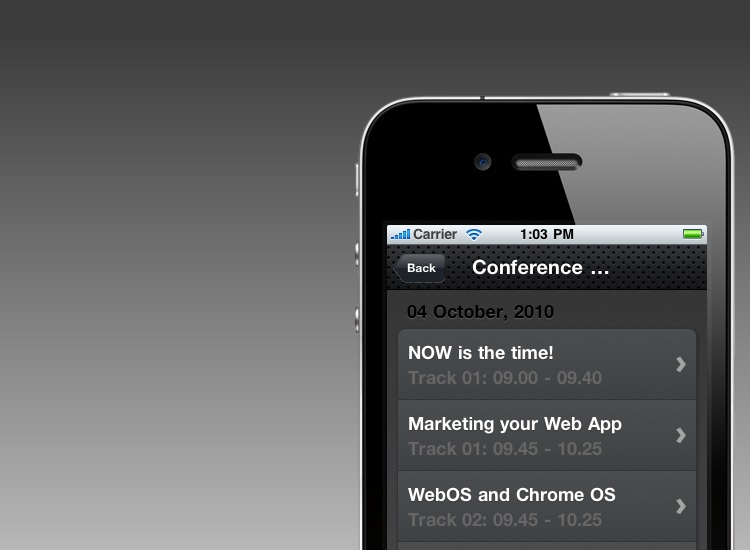 Carrier 1:03 PM
Back Conference ...
04 October, 2010
NOW is the time!
Track 01: 09.00 - 09.40
Marketing your Web App
Track 01: 09.45 - 10.25
WebOS and Chrome OS
Track 02: 09.45 - 10.25